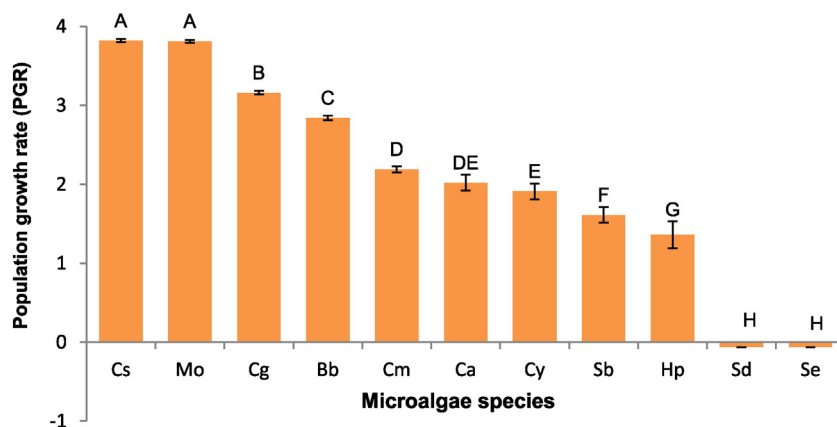 Population growth rate (PGR)
4
3
2
1
0
-1
A A B C D DE E F G H H
Cs Mo Cg Bb Cm Ca Cy Sb Hp Sd Se
Microalgae species